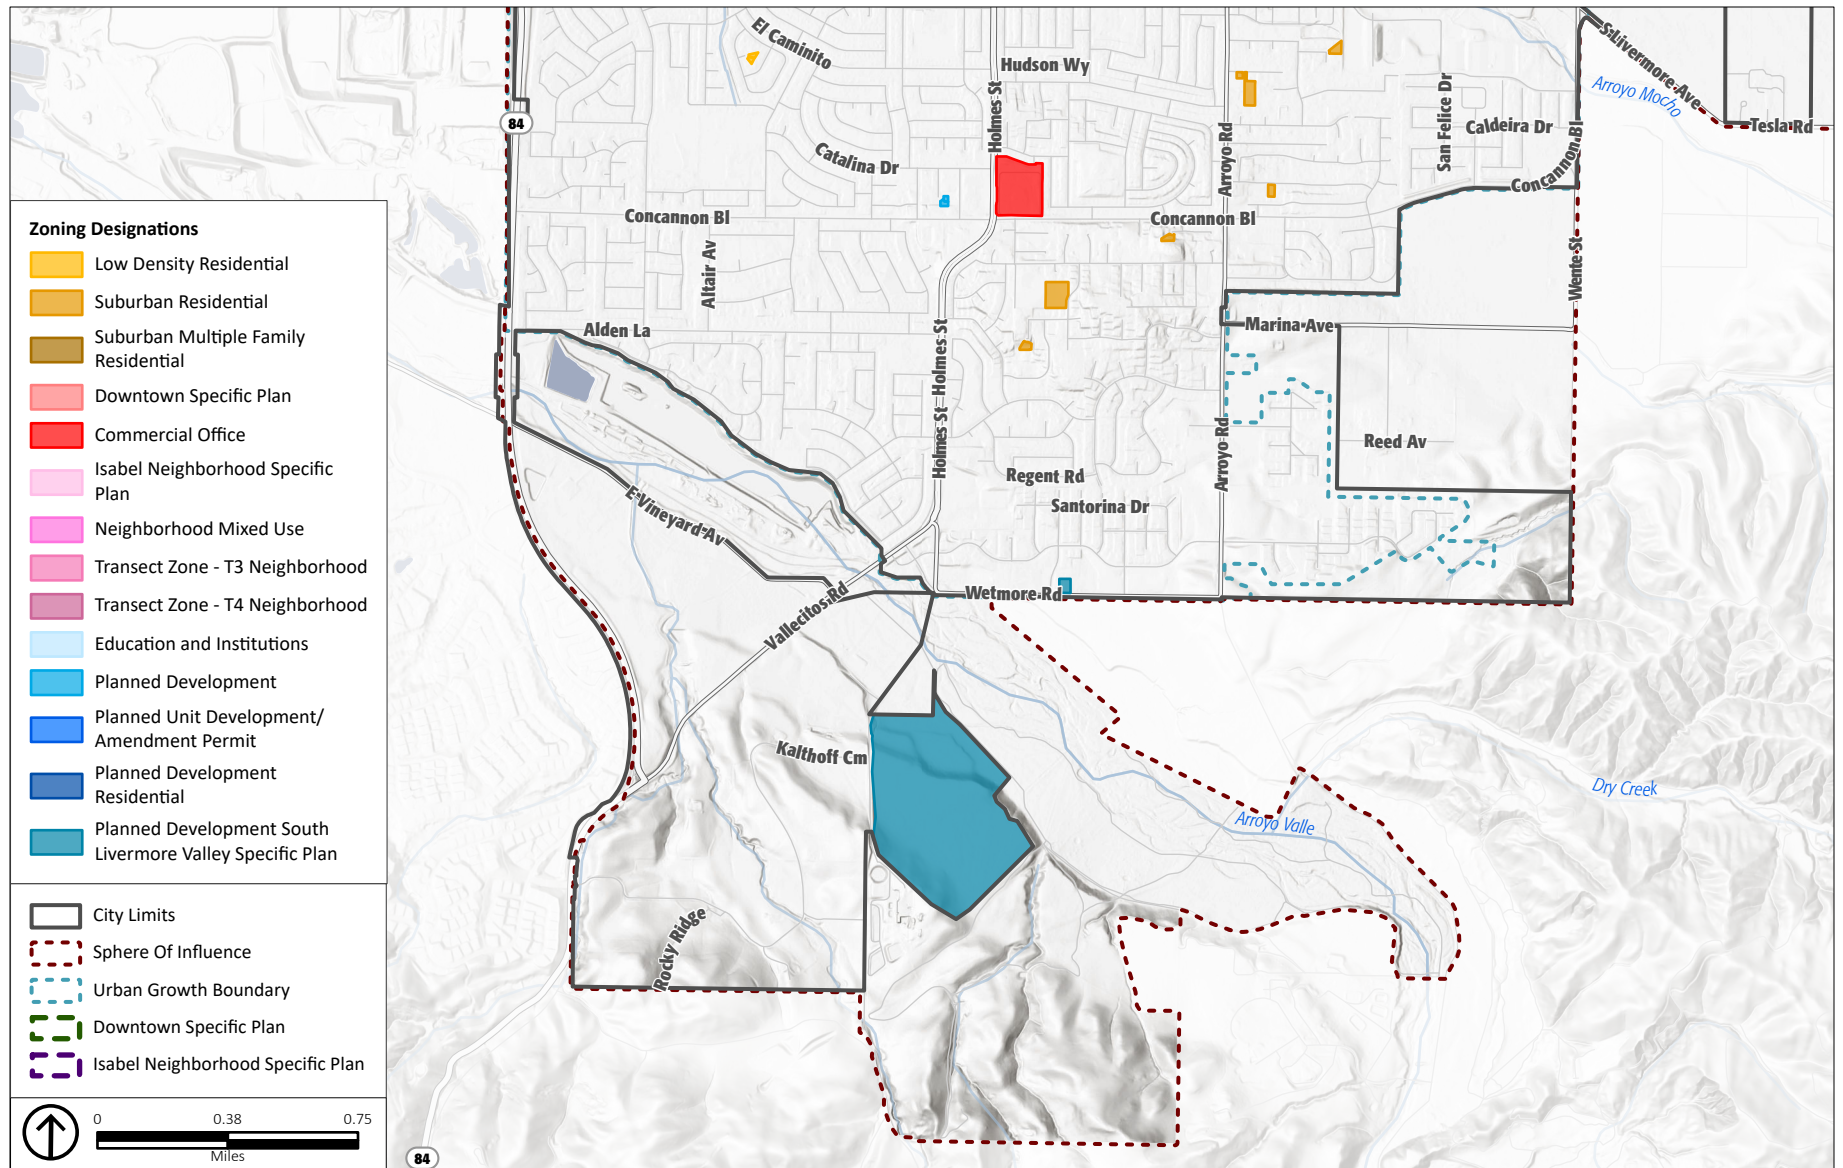 El Caminito
Hudson Wy
Holmes St
S Livermore Ave
Arroyo Mocho
Tesla Rd
San Felice Dr
Caldeira Dr
Concannon Bl
84
Catalina Dr
Arroyo Rd
Concannon Bl
Concannon Bl
Altair Av
Wente St
Alden La
Marina Ave
Holmes St
Holmes St
Arroyo Rd
Reed Av
Regent Rd
Santorina Dr
E Vineyard Av
Vallecitos Rd
Wetmore Rd
Kalthoff Cm
Dry Creek
Arroyo Valle
Rocky Ridge
84
Zoning Designations
Low Density Residential
Suburban Residential
Suburban Multiple Family
Residential
Downtown Specific Plan
Commercial Office
Isabel Neighborhood Specific
Plan
Neighborhood Mixed Use
Transect Zone - T3 Neighborhood
Transect Zone - T4 Neighborhood
Education and Institutions
Planned Development
Planned Unit Development/
Amendment Permit
Planned Development
Residential
Planned Development South
Livermore Valley Specific Plan
City Limits
Sphere Of Influence
Urban Growth Boundary
Downtown Specific Plan
Isabel Neighborhood Specific Plan
0 0.38 0.75
Miles